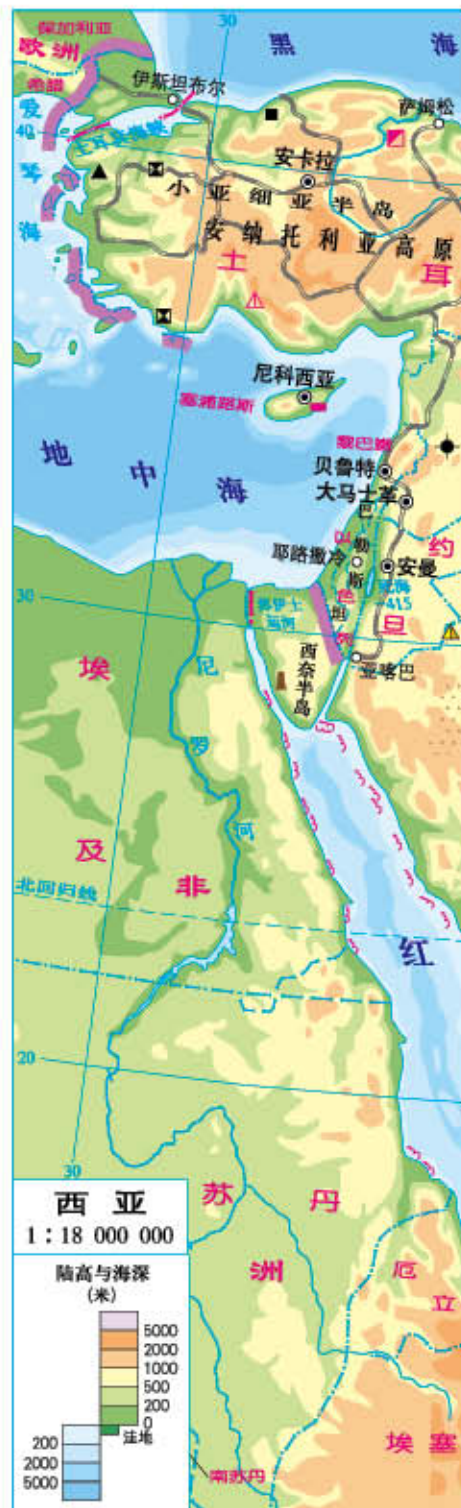 30
黑 海
保加利亚
欧洲
希腊
伊斯坦布尔
萨姆松
爱琴海
40
土耳其海峡
安卡拉
小亚细亚半岛
安纳托利亚高原
土耳
尼科西亚
塞浦路斯
黎巴嫩
地中海
贝鲁特
大马士革
巴勒斯坦
约旦
耶路撒冷
以色列
安曼
死海
-415
30
苏伊士
运河
亚喀巴
西奈半岛
埃及
尼罗河
非洲
北回归线
红
20
30
苏丹
厄立
埃塞
南苏丹
西 亚
1:18 000 000
陆高与海深
(米)
5000
2000
1000
500
200
0
洼地
200
2000
5000